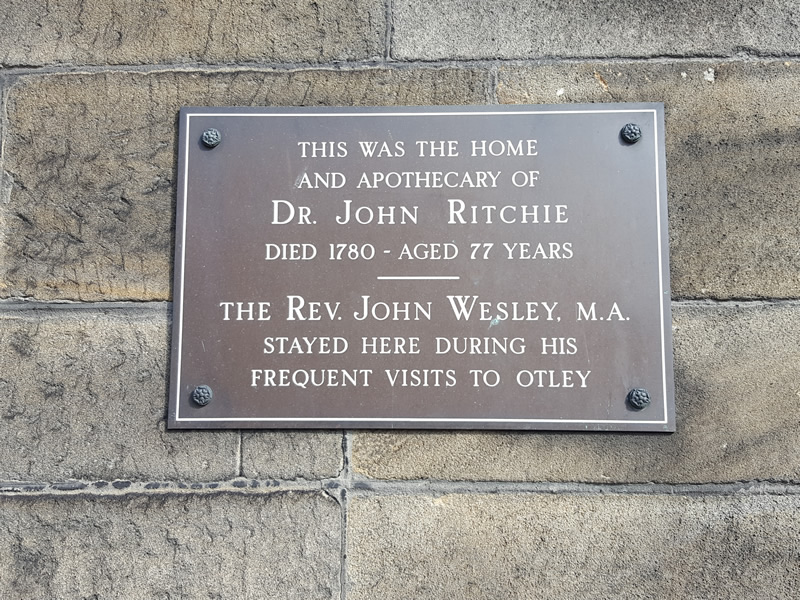 THIS WAS THE HOME
AND APOTHECARY OF
DR. JOHN RITCHIE
DIED 1780 - AGED 77 YEARS
THE REV. JOHN WESLEY, M.A.
STAYED HERE DURING HIS
FREQUENT VISITS TO OTLEY